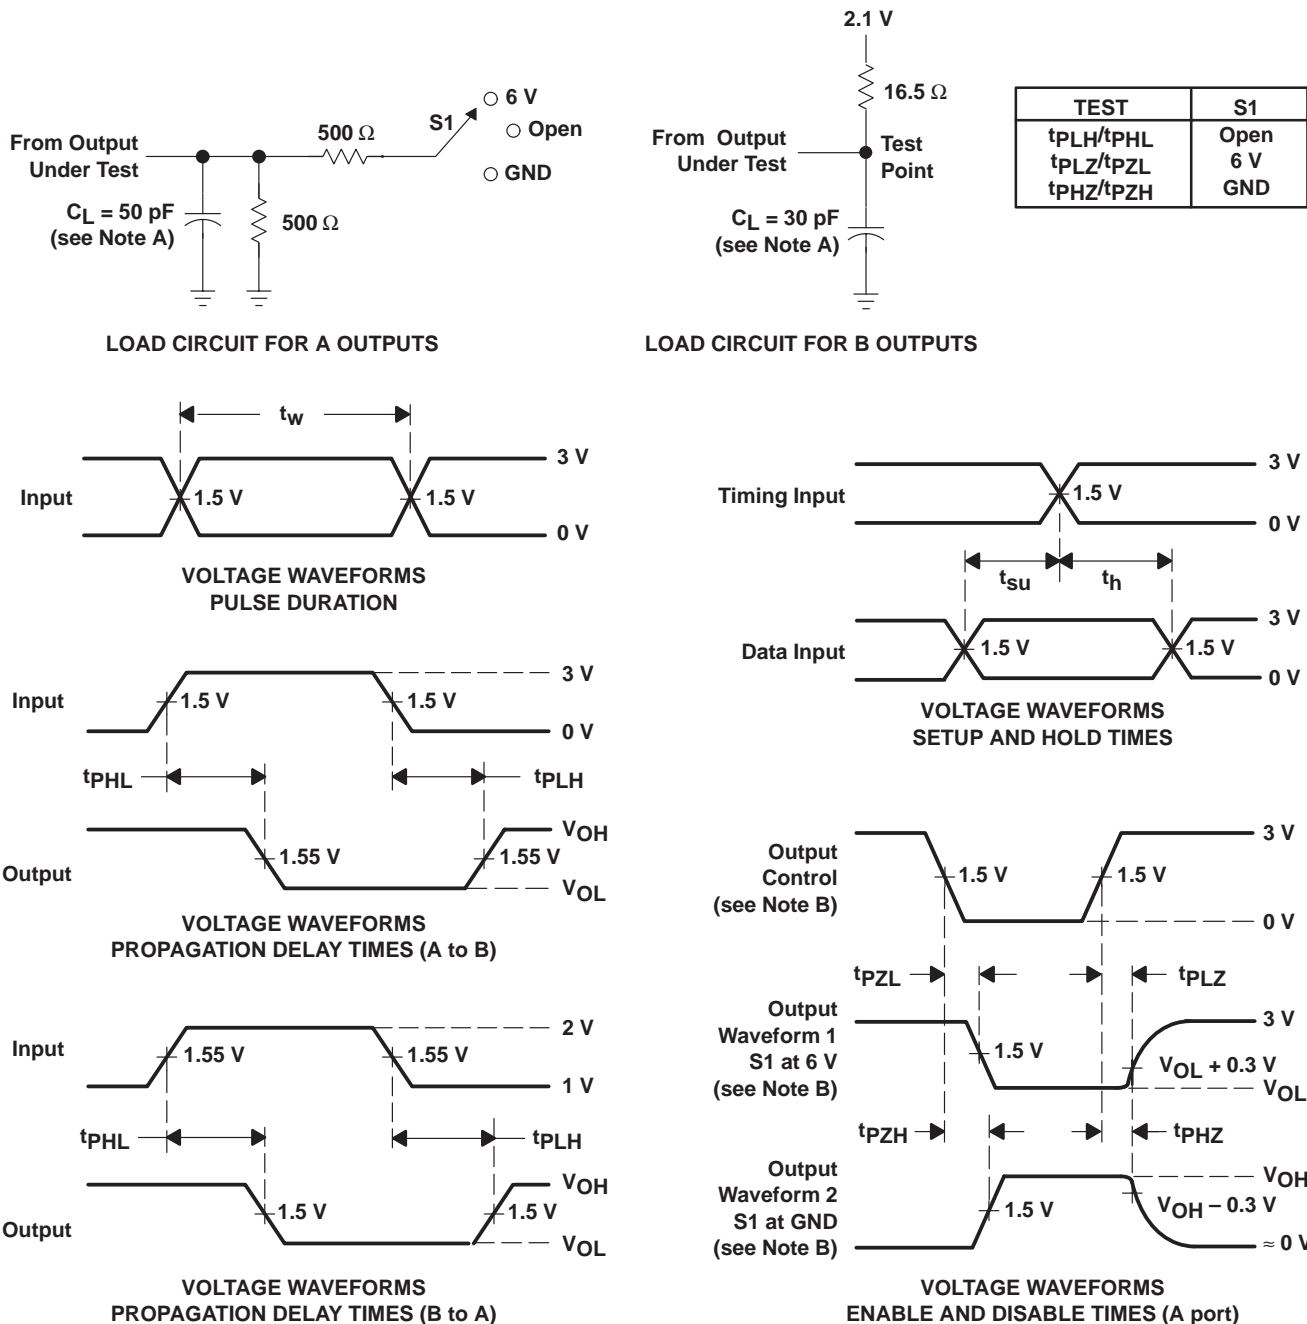 2.1 V
16.5 Ω
From Output
Under Test
Test
Point
C_L = 30 pF
(see Note A)
LOAD CIRCUIT FOR B OUTPUTS
6 V
S1
Open
GND
500 Ω
From Output
Under Test
C_L = 50 pF
(see Note A)
500 Ω
LOAD CIRCUIT FOR A OUTPUTS
TEST S1
tPLH/tPHL Open
tPLZ/tPZL 6 V
tPHZ/tPZH GND
tw
3 V
Input
1.5 V
1.5 V
0 V
VOLTAGE WAVEFORMS
PULSE DURATION
3 V
Timing Input
1.5 V
0 V
tsu
th
3 V
Data Input
1.5 V
1.5 V
0 V
VOLTAGE WAVEFORMS
SETUP AND HOLD TIMES
3 V
Input
1.5 V
1.5 V
0 V
tPHL
tPLH
VOH
Output
1.55 V
1.55 V
VOL
VOLTAGE WAVEFORMS
PROPAGATION DELAY TIMES (A to B)
2 V
Input
1.55 V
1.55 V
1 V
tPHL
tPLH
VOH
Output
1.5 V
1.5 V
VOL
VOLTAGE WAVEFORMS
PROPAGATION DELAY TIMES (B to A)
3 V
Output
Control
(see Note B)
1.5 V
1.5 V
0 V
tPZL
tPLZ
Output
Waveform 1
S1 at 6 V
(see Note B)
3 V
1.5 V
VOL + 0.3 V
VOL
tPZH
tPHZ
Output
Waveform 2
S1 at GND
(see Note B)
VOH
1.5 V
VOH – 0.3 V
≈ 0 V
VOLTAGE WAVEFORMS
ENABLE AND DISABLE TIMES (A port)